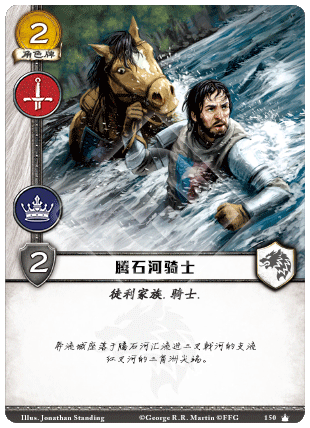 2
角色牌
2
腾石河骑士
徒利家族. 骑士.
奔流城座落于腾石河汇流进三叉戟河的支流
红叉河的三角洲尖端。
Illus. Jonathan Standing
©George R.R. Martin ©FFG
150